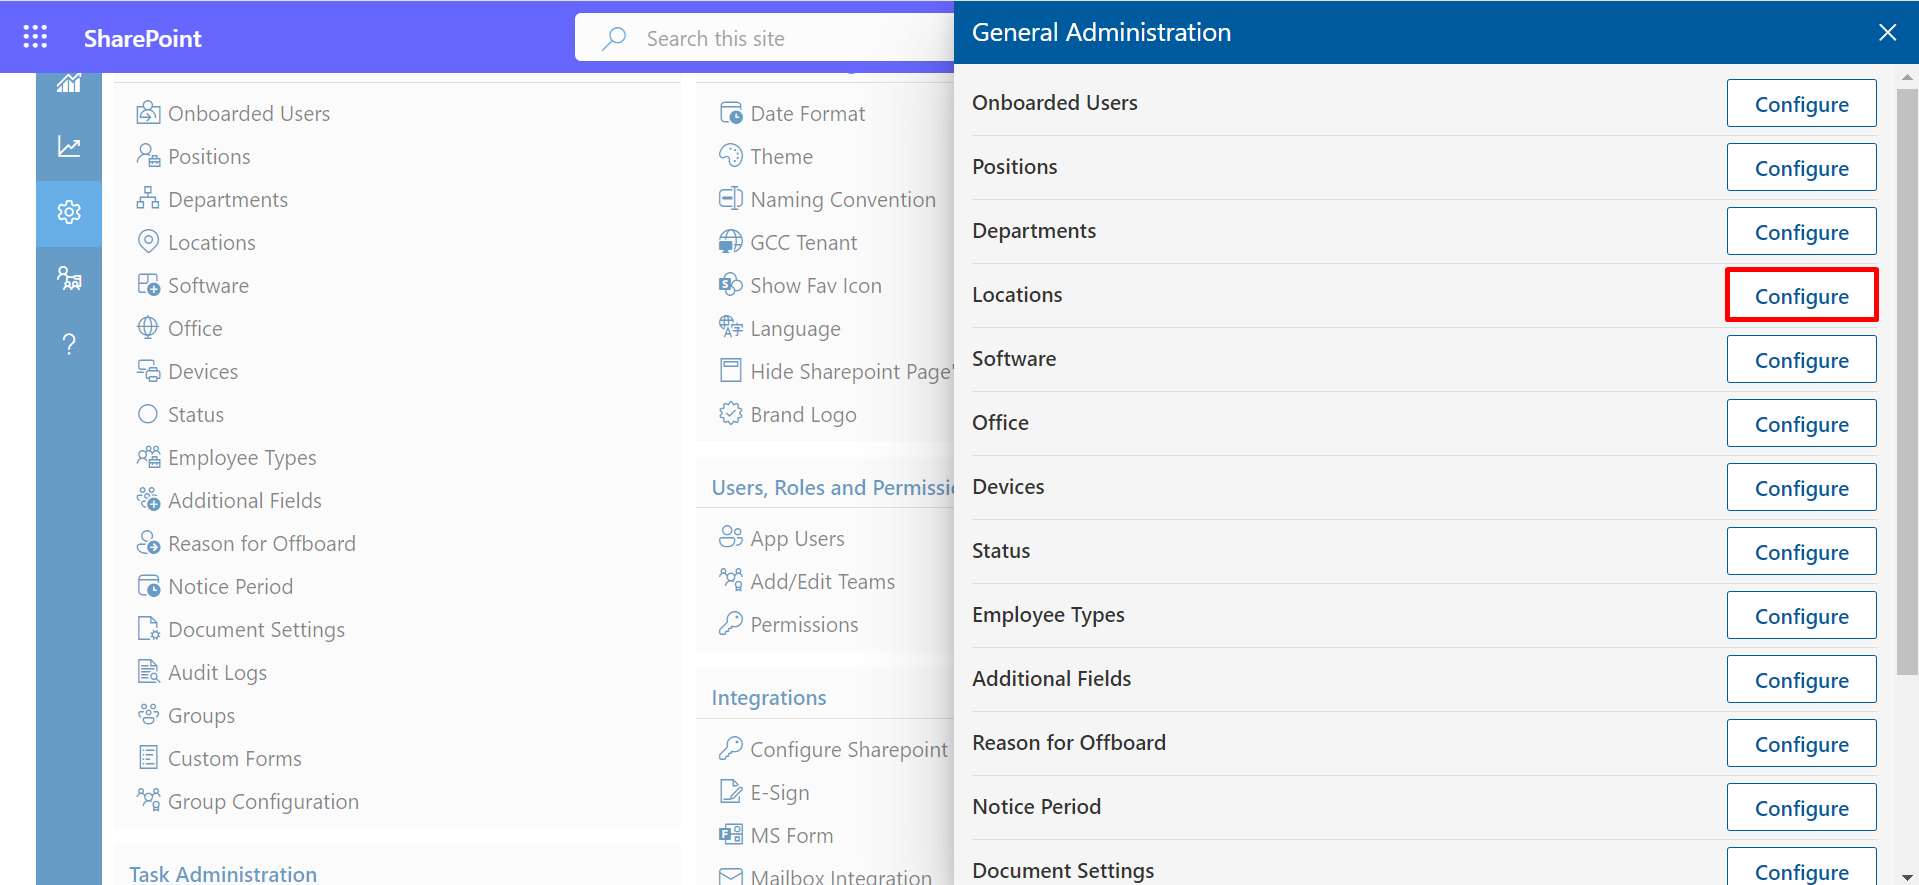 SharePoint
Search this site
Onboarded Users
Positions
Departments
Locations
Software
Office
Devices
Status
Employee Types
Additional Fields
Reason for Offboard
Notice Period
Document Settings
Audit Logs
Groups
Custom Forms
Group Configuration
Task Administration
Date Format
Theme
Naming Convention
GCC Tenant
Show Fav Icon
Language
Hide Sharepoint Page'
Brand Logo
Users, Roles and Permissi
App Users
Add/Edit Teams
Permissions
Integrations
Configure Sharepoint
E-Sign
MS Form
Mailbox Integration
General Administration
Onboarded Users Configure
Positions Configure
Departments Configure
Locations Configure
Software Configure
Office Configure
Devices Configure
Status Configure
Employee Types Configure
Additional Fields Configure
Reason for Offboard Configure
Notice Period Configure
Document Settings Configure